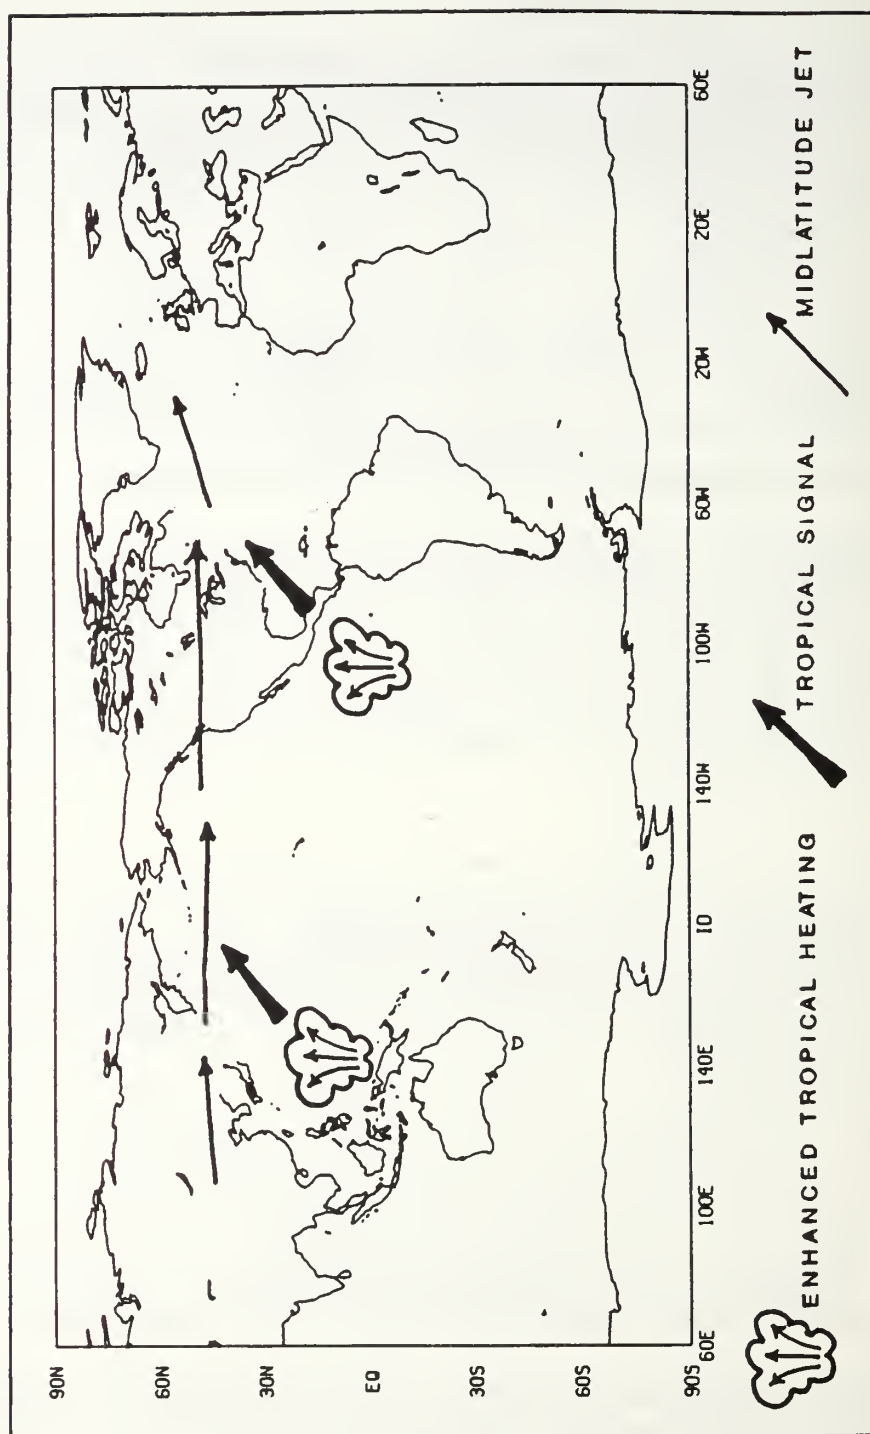 90N
60N
30N
EQ
30S
60S
90S
60E
100E
140E
ID
140W
100W
60W
20W
20E
60E
ENHANCED TROPICAL HEATING
TROPICAL SIGNAL
MIDLATITUDE JET